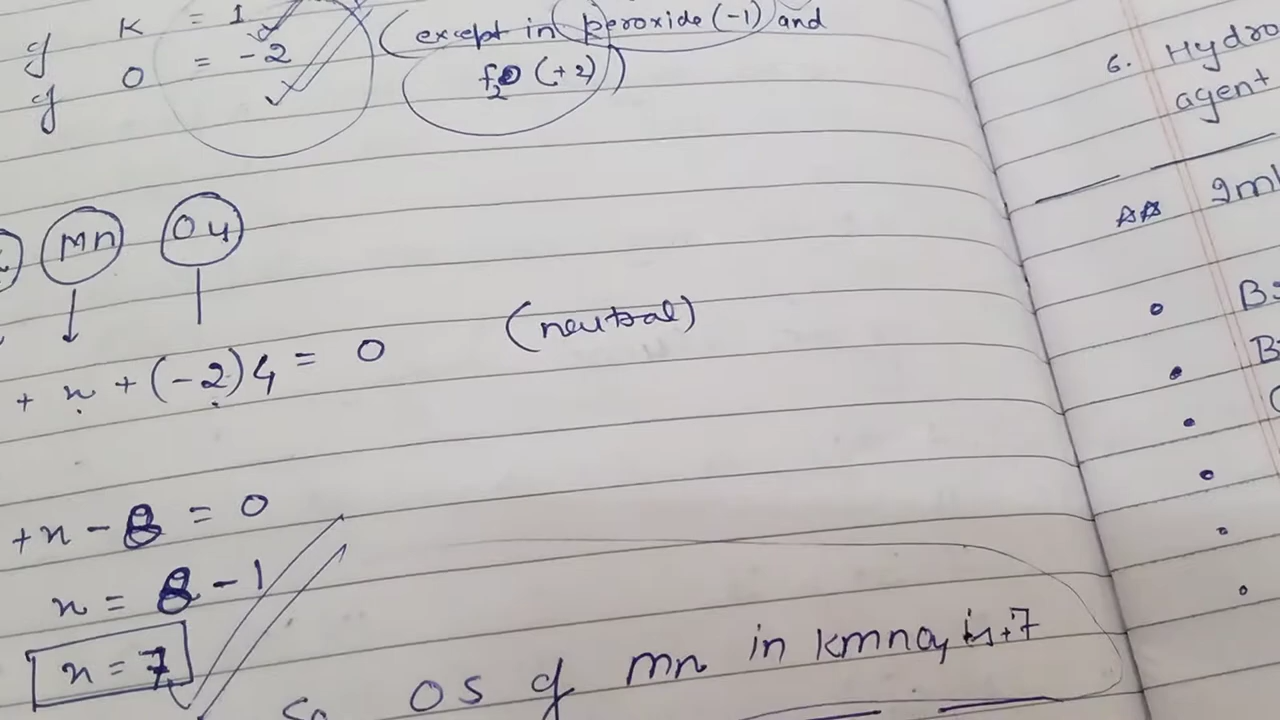 of K = 1
of O = -2 (except in peroxide (-1) and
F2O (+2))
Mn O4
+ x + (-2)4 = 0 (neutral)
+x - 8 = 0
x = 8 - 1
x = 7
So OS of mn in kmno4 is +7
6. Hydro
agent
B
B